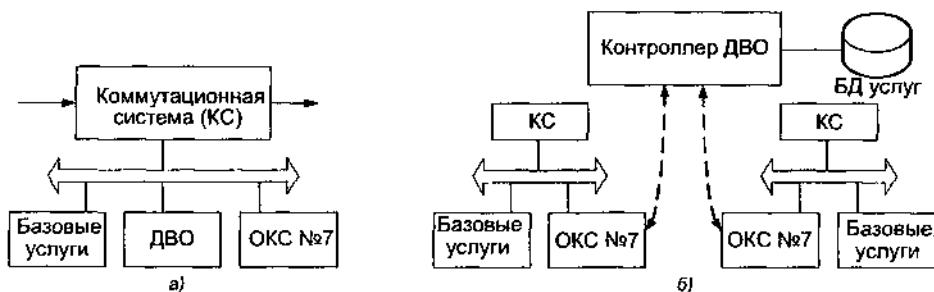 Коммутационная
система (КС)
Базовые
услуги
ДВО
ОКС №7
а)
Контроллер ДВО
БД услуг
КС
КС
Базовые
услуги
ОКС №7
ОКС №7
Базовые
услуги
б)